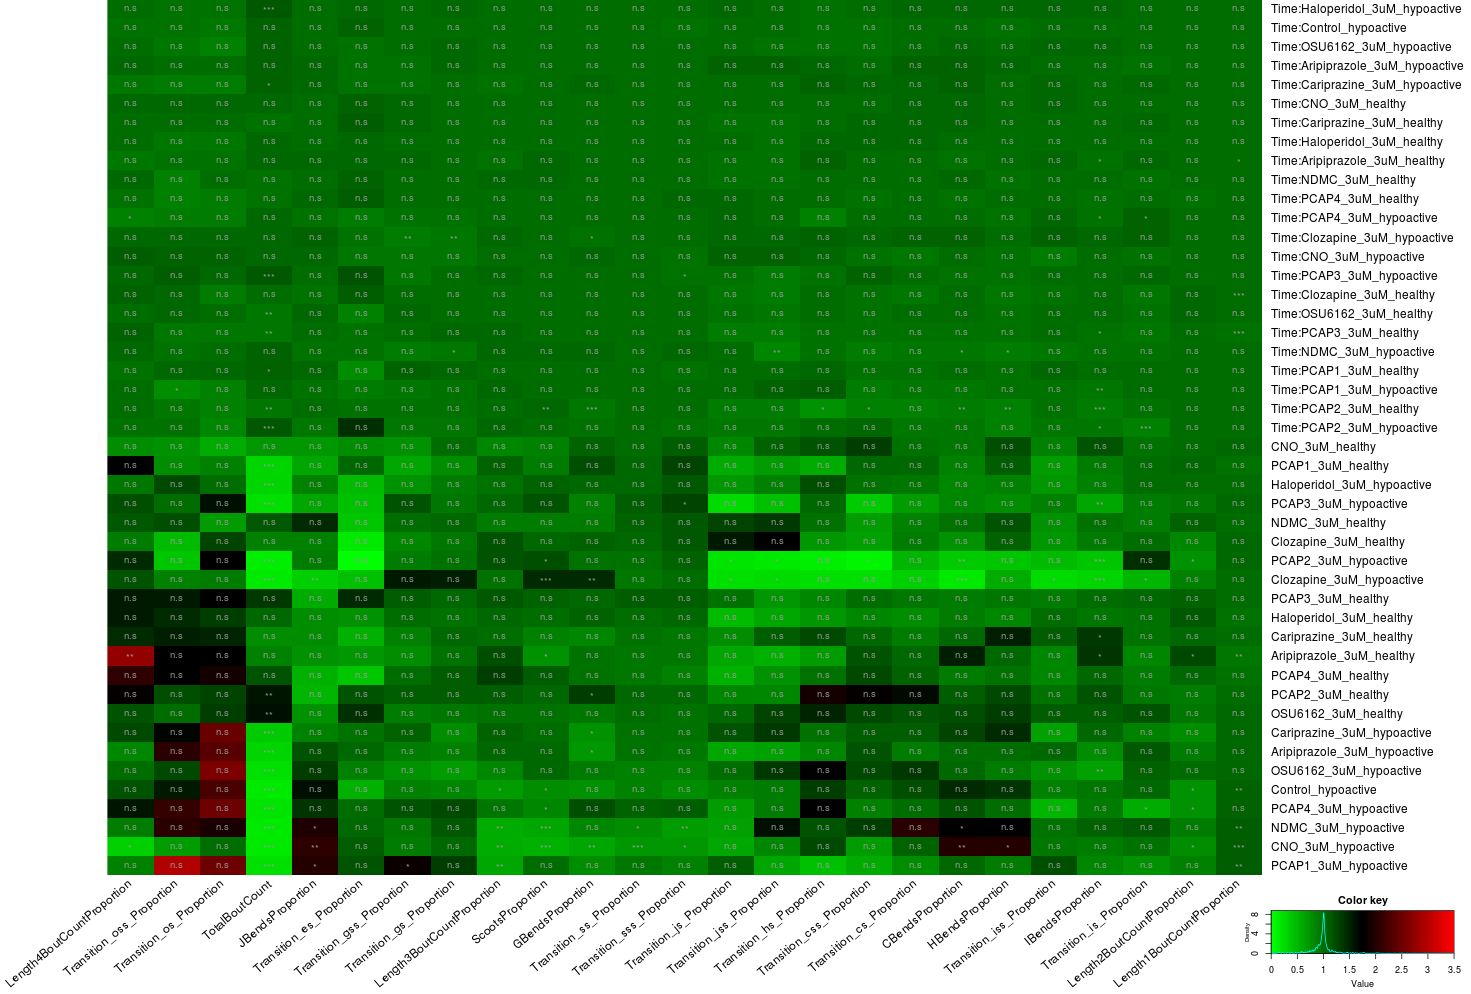 n.s n.s n.s *** n.s n.s n.s n.s n.s n.s n.s n.s n.s n.s n.s n.s n.s n.s n.s n.s n.s n.s n.s n.s n.s Time:Haloperidol_3uM_hypoactive
n.s n.s n.s n.s n.s n.s n.s n.s n.s n.s n.s n.s n.s n.s n.s n.s n.s n.s n.s n.s n.s n.s n.s n.s n.s Time:Control_hypoactive
n.s n.s n.s n.s n.s n.s n.s n.s n.s n.s n.s n.s n.s n.s n.s n.s n.s n.s n.s n.s n.s n.s n.s n.s n.s Time:OSU6162_3uM_hypoactive
n.s n.s n.s n.s n.s n.s n.s n.s n.s n.s n.s n.s n.s n.s n.s n.s n.s n.s n.s n.s n.s n.s n.s n.s n.s Time:Aripiprazole_3uM_hypoactive
n.s n.s n.s * n.s n.s n.s n.s n.s n.s n.s n.s n.s n.s n.s n.s n.s n.s n.s n.s n.s n.s n.s n.s n.s Time:Cariprazine_3uM_hypoactive
n.s n.s n.s n.s n.s n.s n.s n.s n.s n.s n.s n.s n.s n.s n.s n.s n.s n.s n.s n.s n.s n.s n.s n.s n.s Time:CNO_3uM_healthy
n.s n.s n.s n.s n.s n.s n.s n.s n.s n.s n.s n.s n.s n.s n.s n.s n.s n.s n.s n.s n.s n.s n.s n.s n.s Time:Cariprazine_3uM_healthy
n.s n.s n.s n.s n.s n.s n.s n.s n.s n.s n.s n.s n.s n.s n.s n.s n.s n.s n.s n.s n.s n.s n.s n.s n.s Time:Haloperidol_3uM_healthy
n.s n.s n.s n.s n.s n.s n.s n.s n.s n.s n.s n.s n.s n.s n.s n.s n.s n.s n.s n.s n.s * n.s n.s * Time:Aripiprazole_3uM_healthy
n.s n.s n.s n.s n.s n.s n.s n.s n.s n.s n.s n.s n.s n.s n.s n.s n.s n.s n.s n.s n.s n.s n.s n.s n.s Time:NDMC_3uM_healthy
n.s n.s n.s n.s n.s n.s n.s n.s n.s n.s n.s n.s n.s n.s n.s n.s n.s n.s n.s n.s n.s n.s n.s n.s n.s Time:PCAP4_3uM_healthy
* n.s n.s n.s n.s n.s n.s n.s n.s n.s n.s n.s n.s n.s n.s n.s n.s n.s n.s n.s n.s * * n.s n.s Time:PCAP4_3uM_hypoactive
n.s n.s n.s n.s n.s n.s ** ** n.s n.s * n.s n.s n.s n.s n.s n.s n.s n.s n.s n.s n.s n.s n.s n.s Time:Clozapine_3uM_hypoactive
n.s n.s n.s n.s n.s n.s n.s n.s n.s n.s n.s n.s n.s n.s n.s n.s n.s n.s n.s n.s n.s n.s n.s n.s n.s Time:CNO_3uM_hypoactive
n.s n.s n.s *** n.s n.s n.s n.s n.s n.s n.s n.s * n.s n.s n.s n.s n.s n.s n.s n.s n.s n.s n.s n.s Time:PCAP3_3uM_hypoactive
n.s n.s n.s n.s n.s n.s n.s n.s n.s n.s n.s n.s n.s n.s n.s n.s n.s n.s n.s n.s n.s n.s n.s n.s *** Time:Clozapine_3uM_healthy
n.s n.s n.s ** n.s n.s n.s n.s n.s n.s n.s n.s n.s n.s n.s n.s n.s n.s n.s n.s n.s n.s n.s n.s n.s Time:OSU6162_3uM_healthy
n.s n.s n.s ** n.s n.s n.s n.s n.s n.s n.s n.s n.s n.s n.s n.s n.s n.s n.s n.s n.s * n.s n.s *** Time:PCAP3_3uM_healthy
n.s n.s n.s n.s n.s n.s n.s * n.s n.s n.s n.s n.s n.s ** n.s n.s n.s * * n.s n.s n.s n.s n.s Time:NDMC_3uM_hypoactive
n.s n.s n.s * n.s n.s n.s n.s n.s n.s n.s n.s n.s n.s n.s n.s n.s n.s n.s n.s n.s n.s n.s n.s n.s Time:PCAP1_3uM_healthy
n.s * n.s n.s n.s n.s n.s n.s n.s n.s n.s n.s n.s n.s n.s n.s n.s n.s n.s n.s n.s ** n.s n.s n.s Time:PCAP1_3uM_hypoactive
n.s n.s n.s ** n.s n.s n.s n.s n.s ** *** n.s n.s n.s n.s * * n.s ** ** n.s *** n.s n.s n.s Time:PCAP2_3uM_healthy
n.s n.s n.s *** n.s n.s n.s n.s n.s n.s n.s n.s n.s n.s n.s n.s n.s n.s n.s n.s n.s * *** n.s n.s Time:PCAP2_3uM_hypoactive
n.s n.s n.s n.s n.s n.s n.s n.s n.s n.s n.s n.s n.s n.s n.s n.s n.s n.s n.s n.s n.s n.s n.s n.s n.s CNO_3uM_healthy
n.s n.s n.s *** n.s n.s n.s n.s n.s n.s n.s n.s n.s n.s n.s n.s n.s n.s n.s n.s n.s n.s n.s n.s n.s PCAP1_3uM_healthy
n.s n.s n.s *** n.s n.s n.s n.s n.s n.s n.s n.s n.s n.s n.s n.s n.s n.s n.s n.s n.s n.s n.s n.s n.s Haloperidol_3uM_hypoactive
n.s n.s n.s *** n.s n.s n.s n.s n.s n.s n.s n.s * n.s n.s n.s n.s n.s n.s n.s n.s ** n.s n.s n.s PCAP3_3uM_hypoactive
n.s n.s n.s n.s n.s n.s n.s n.s n.s n.s n.s n.s n.s n.s n.s n.s n.s n.s n.s n.s n.s n.s n.s n.s n.s NDMC_3uM_healthy
n.s n.s n.s n.s n.s n.s n.s n.s n.s n.s n.s n.s n.s n.s n.s n.s n.s n.s n.s n.s n.s n.s n.s n.s n.s Clozapine_3uM_healthy
n.s n.s n.s *** n.s n.s n.s n.s n.s * n.s n.s n.s * * n.s * n.s ** n.s n.s *** n.s * n.s PCAP2_3uM_hypoactive
n.s n.s n.s *** ** n.s n.s n.s n.s *** ** n.s n.s * * n.s n.s n.s *** n.s * *** * n.s n.s Clozapine_3uM_hypoactive
n.s n.s n.s n.s n.s n.s n.s n.s n.s n.s n.s n.s n.s n.s n.s n.s n.s n.s n.s n.s n.s n.s n.s n.s n.s PCAP3_3uM_healthy
n.s n.s n.s n.s n.s n.s n.s n.s n.s n.s n.s n.s n.s n.s n.s n.s n.s n.s n.s n.s n.s n.s n.s n.s n.s Haloperidol_3uM_healthy
n.s n.s n.s n.s n.s n.s n.s n.s n.s n.s n.s n.s n.s n.s n.s n.s n.s n.s n.s n.s n.s * n.s n.s n.s Cariprazine_3uM_healthy
** n.s n.s n.s n.s n.s n.s n.s n.s * n.s n.s n.s n.s n.s n.s n.s n.s n.s n.s n.s * n.s * ** Aripiprazole_3uM_healthy
n.s n.s n.s n.s n.s n.s n.s n.s n.s n.s n.s n.s n.s n.s n.s n.s n.s n.s n.s n.s n.s n.s n.s n.s n.s PCAP4_3uM_healthy
n.s n.s n.s ** n.s n.s n.s n.s n.s n.s * n.s n.s n.s n.s n.s n.s n.s n.s n.s n.s n.s n.s n.s n.s PCAP2_3uM_healthy
n.s n.s n.s ** n.s n.s n.s n.s n.s n.s n.s n.s n.s n.s n.s n.s n.s n.s n.s n.s n.s n.s n.s n.s n.s OSU6162_3uM_healthy
n.s n.s n.s *** n.s n.s n.s n.s n.s n.s * n.s n.s n.s n.s n.s n.s n.s n.s n.s n.s n.s n.s n.s n.s Cariprazine_3uM_hypoactive
n.s n.s n.s *** n.s n.s n.s n.s n.s n.s * n.s n.s n.s n.s n.s n.s n.s n.s n.s n.s n.s n.s n.s n.s Aripiprazole_3uM_hypoactive
n.s n.s n.s *** n.s n.s n.s n.s n.s n.s n.s n.s n.s n.s n.s n.s n.s n.s n.s n.s n.s ** n.s n.s n.s OSU6162_3uM_hypoactive
n.s n.s n.s *** n.s n.s n.s n.s * * n.s n.s n.s n.s n.s n.s n.s n.s n.s n.s n.s n.s n.s * ** Control_hypoactive
n.s n.s n.s *** n.s n.s n.s n.s n.s * n.s n.s n.s n.s n.s n.s n.s n.s n.s n.s n.s n.s * * n.s PCAP4_3uM_hypoactive
n.s n.s n.s *** * n.s n.s n.s ** *** n.s * ** n.s n.s n.s n.s n.s * n.s n.s n.s n.s n.s ** NDMC_3uM_hypoactive
* n.s n.s *** ** n.s n.s n.s ** *** ** *** * n.s n.s n.s n.s n.s ** * n.s n.s n.s * *** CNO_3uM_hypoactive
n.s n.s n.s *** * n.s * n.s ** n.s n.s n.s n.s n.s n.s n.s n.s n.s n.s n.s n.s n.s n.s n.s ** PCAP1_3uM_hypoactive
Length4BoutCountProportion
Transition_oss_Proportion
Transition_os_Proportion
TotalBoutCount
JBendsProportion
Transition_es_Proportion
Transition_gss_Proportion
Transition_gs_Proportion
Length3BoutCountProportion
ScootsProportion
GBendsProportion
Transition_ss_Proportion
Transition_sss_Proportion
Transition_js_Proportion
Transition_jss_Proportion
Transition_hs_Proportion
Transition_css_Proportion
Transition_cs_Proportion
CBendsProportion
HBendsProportion
Transition_iss_Proportion
IBendsProportion
Transition_is_Proportion
Length2BoutCountProportion
Length1BoutCountProportion
Color key
Density
8
4
0
0 0.5 1 1.5 2 2.5 3 3.5
Value